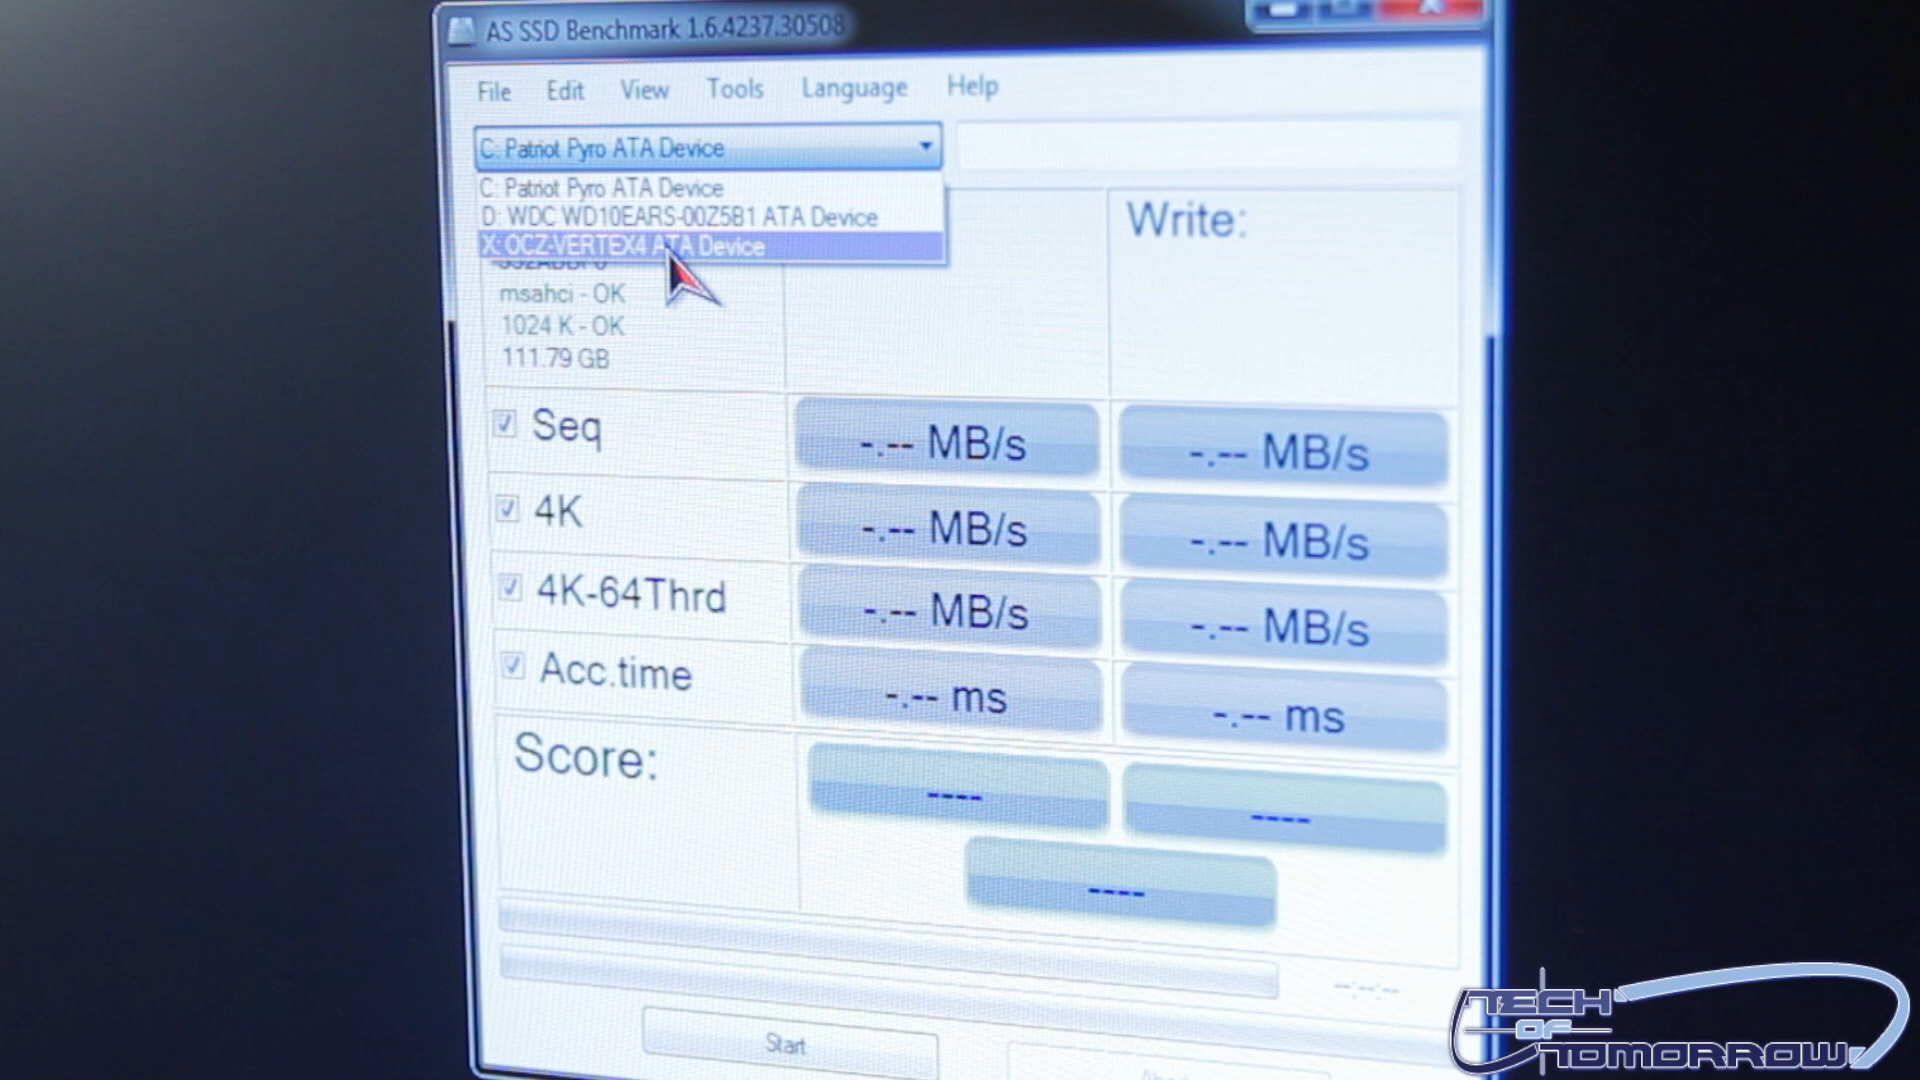 AS SSD Benchmark 1.6.4237.30508
File Edit View Tools Language Help
C: Patriot Pyro ATA Device
C: Patriot Pyro ATA Device
D: WDC WD10EARS-00Z5B1 ATA Device
X: OCZ-VERTEX4 ATA Device
Write:
msahci - OK
1024 K - OK
111.79 GB
Seq -.-- MB/s -.-- MB/s
4K -.-- MB/s -.-- MB/s
4K-64Thrd -.-- MB/s -.-- MB/s
Acc.time -.-- ms -.-- ms
Score: ---- ----
----
--:--:--
Start
TECH
OF
TOMORROW